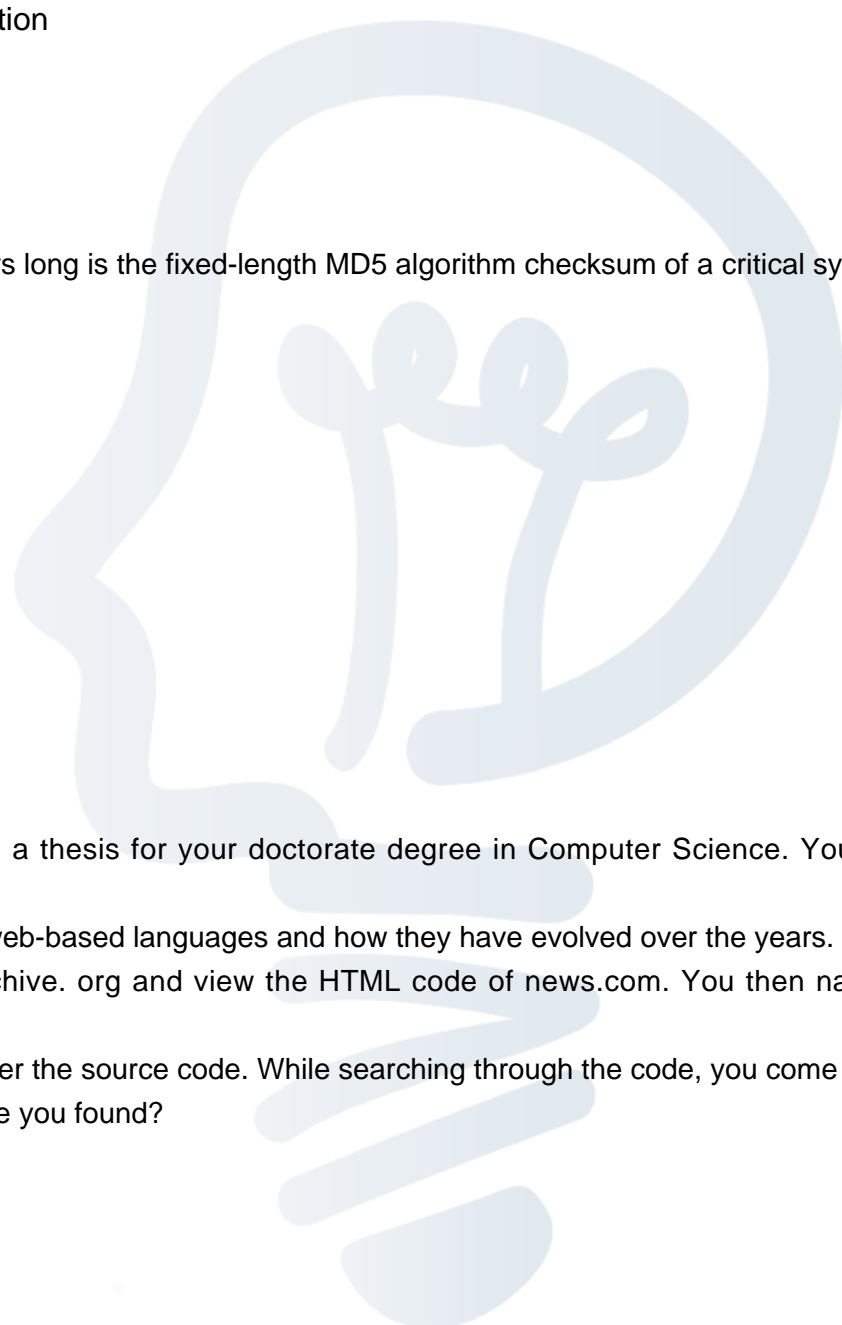 tion
s long is the fixed-length MD5 algorithm checksum of a critical sy
a thesis for your doctorate degree in Computer Science. You
eb-based languages and how they have evolved over the years.
hive. org and view the HTML code of news.com. You then na
er the source code. While searching through the code, you come
e you found?